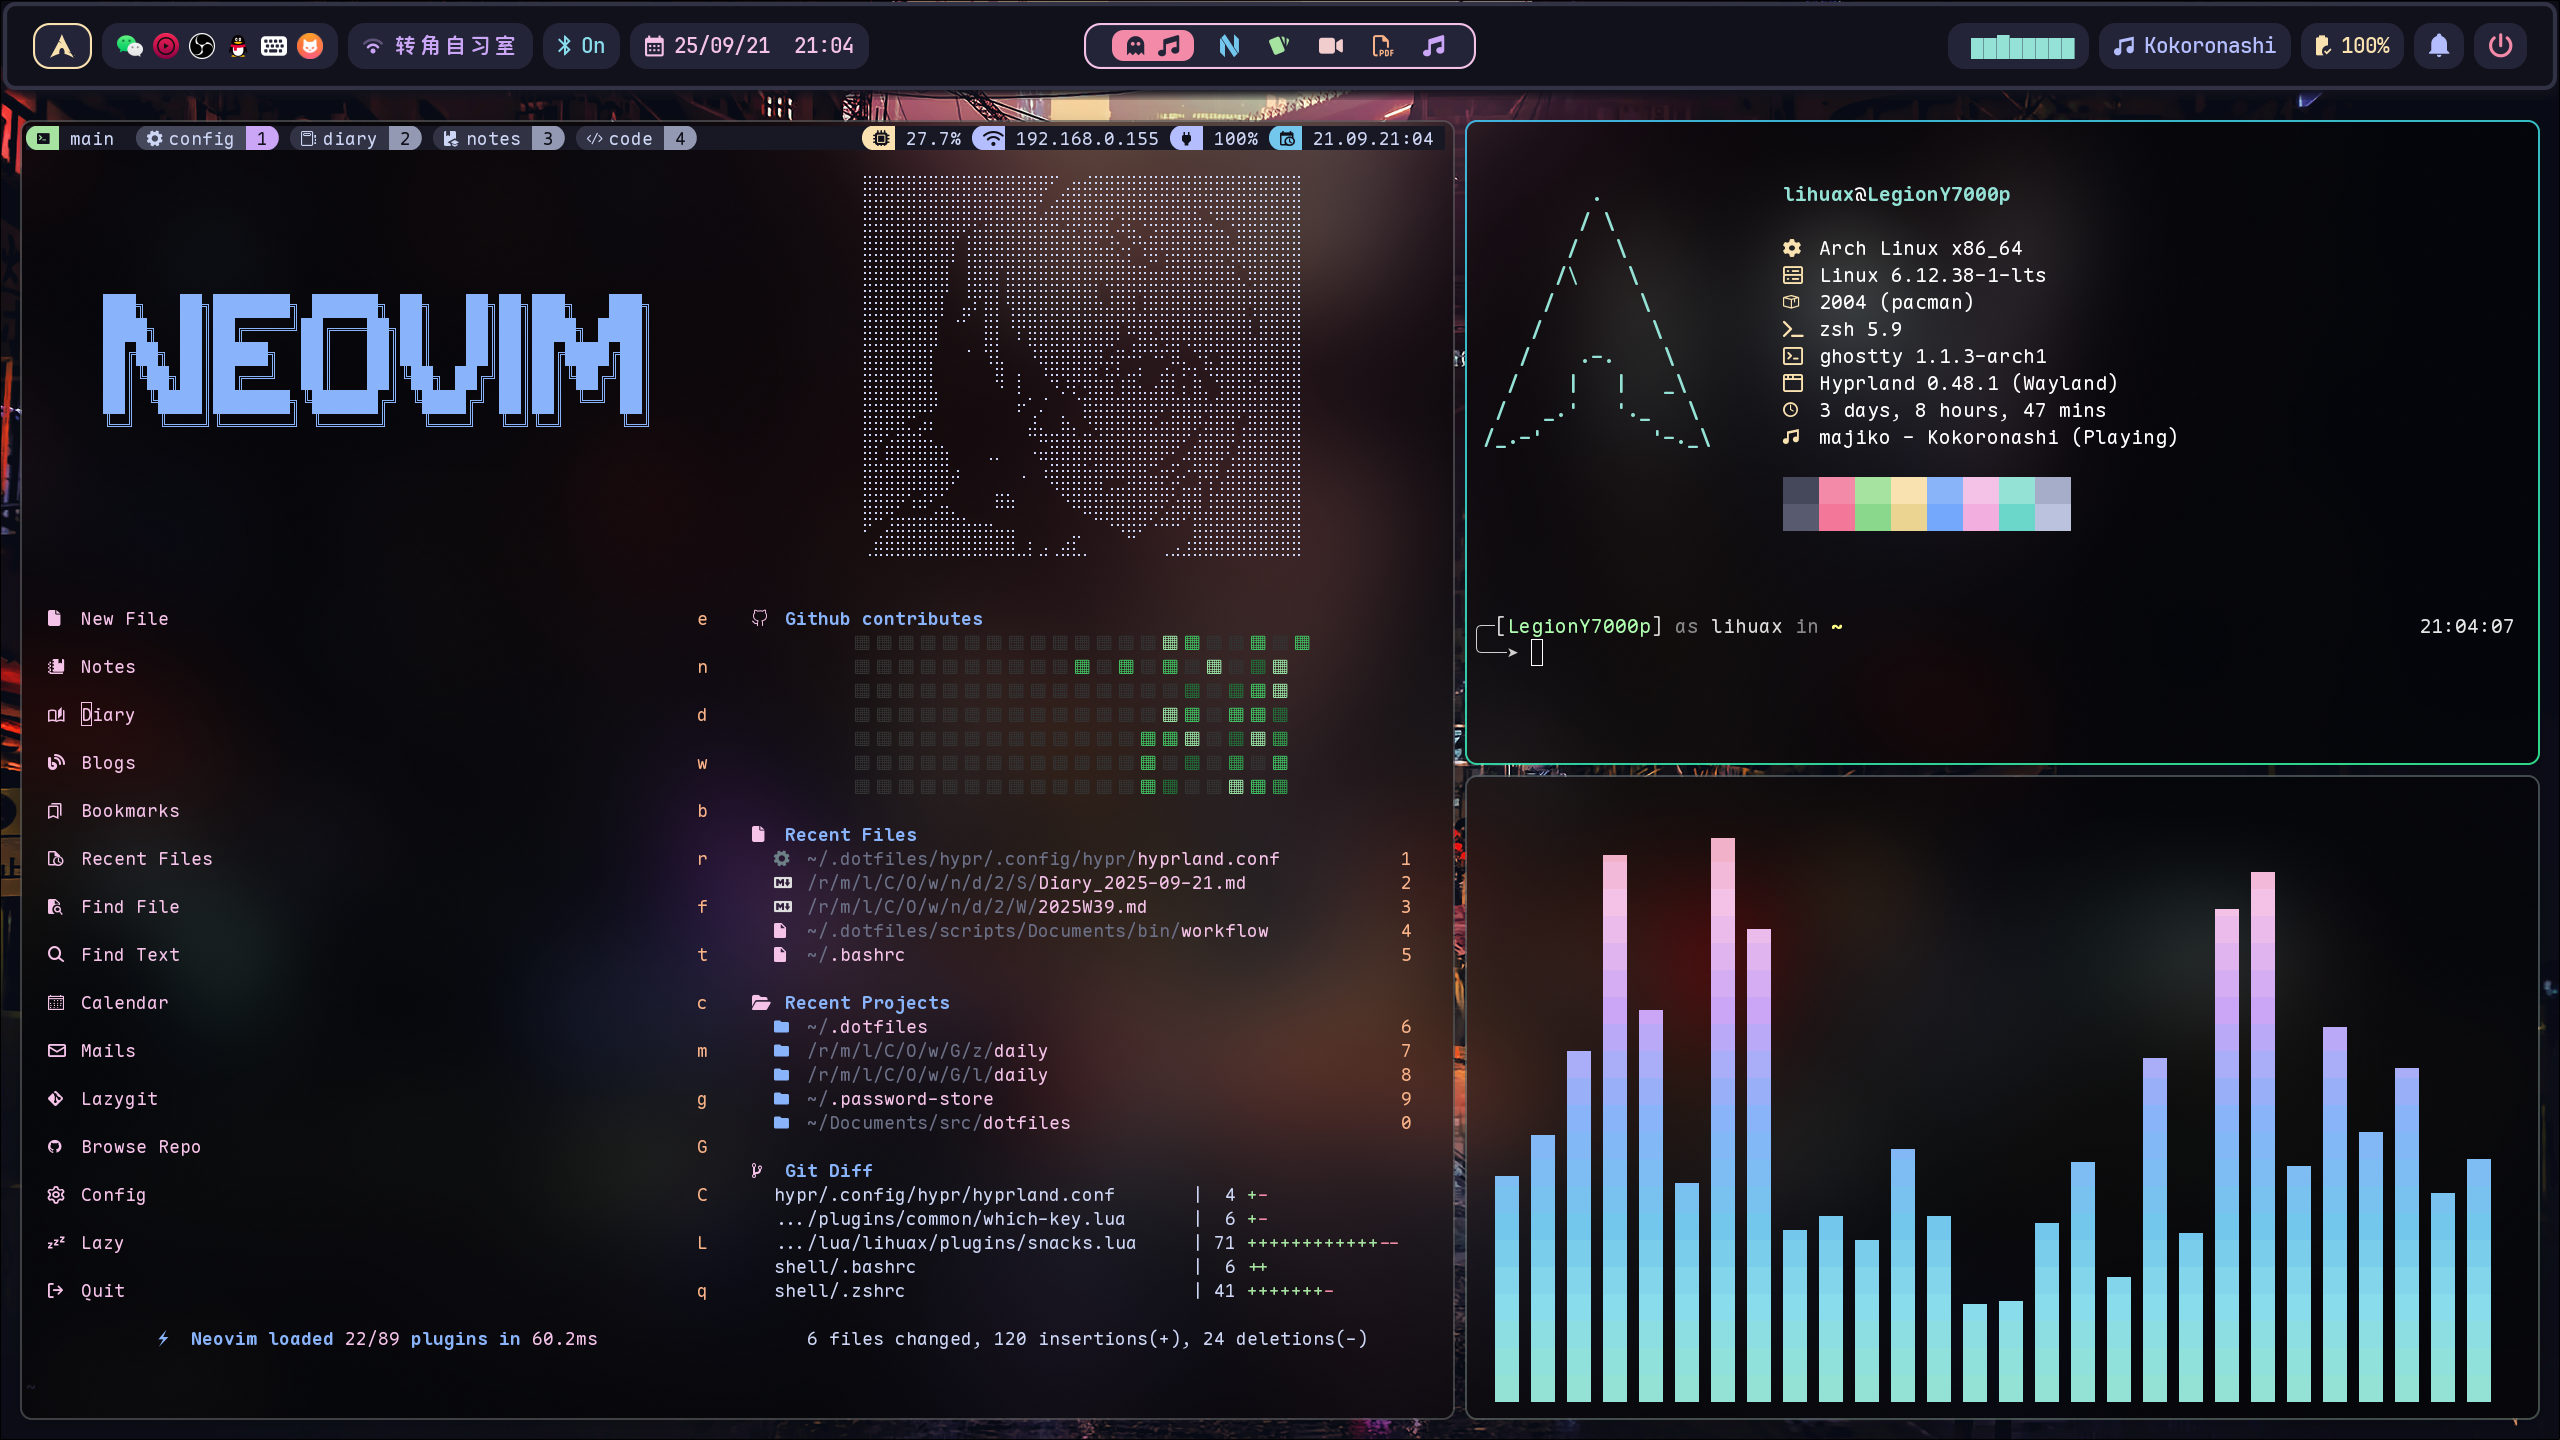 转角自习室
On
25/09/21 21:04
PDF
Kokoronashi
100%
main config 1 diary 2 notes 3 code 4
27.7% 192.168.0.155 100% 21.09.21:04
NEOVIM
New File e
Notes n
Diary d
Blogs w
Bookmarks b
Recent Files r
Find File f
Find Text t
Calendar c
Mails m
Lazygit g
Browse Repo G
Config C
Lazy L
Quit q
Neovim loaded 22/89 plugins in 60.2ms
~
Github contributes
Recent Files
~/.dotfiles/hypr/.config/hypr/hyprland.conf 1
/r/m/l/C/O/w/n/d/2/S/Diary_2025-09-21.md 2
/r/m/l/C/O/w/n/d/2/W/2025W39.md 3
~/.dotfiles/scripts/Documents/bin/workflow 4
~/.bashrc 5
Recent Projects
~/.dotfiles 6
/r/m/l/C/O/w/G/z/daily 7
/r/m/l/C/O/w/G/l/daily 8
~/.password-store 9
~/Documents/src/dotfiles 0
Git Diff
hypr/.config/hypr/hyprland.conf | 4 +-
.../plugins/common/which-key.lua | 6 +-
.../lua/lihuax/plugins/snacks.lua | 71 ++++++++++++--
shell/.bashrc | 6 ++
shell/.zshrc | 41 +++++++-
6 files changed, 120 insertions(+), 24 deletions(-)
lihuax@LegionY7000p
Arch Linux x86_64
Linux 6.12.38-1-lts
2004 (pacman)
zsh 5.9
ghostty 1.1.3-arch1
Hyprland 0.48.1 (Wayland)
3 days, 8 hours, 47 mins
majiko - Kokoronashi (Playing)
[LegionY7000p] as lihuax in ~ 21:04:07